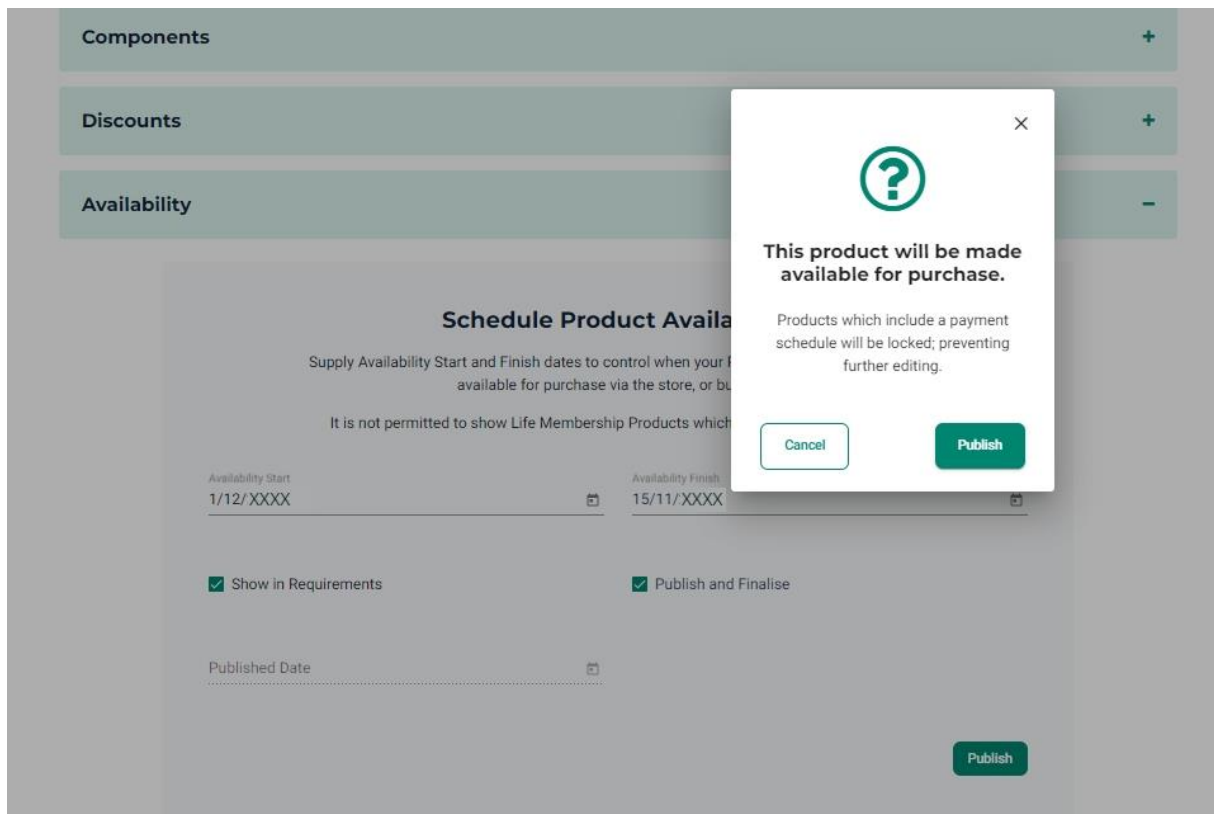 Components
Discounts
Availability
Schedule Product Availa
Supply Availability Start and Finish dates to control when your
available for purchase via the store, or bu
It is not permitted to show Life Membership Products which
Availability Start
1/12/ XXXX
Availability Finish
15/11/ XXXX
Show in Requirements
Publish and Finalise
Published Date
Publish
This product will be made
available for purchase.
Products which include a payment
schedule will be locked; preventing
further editing.
Cancel
Publish